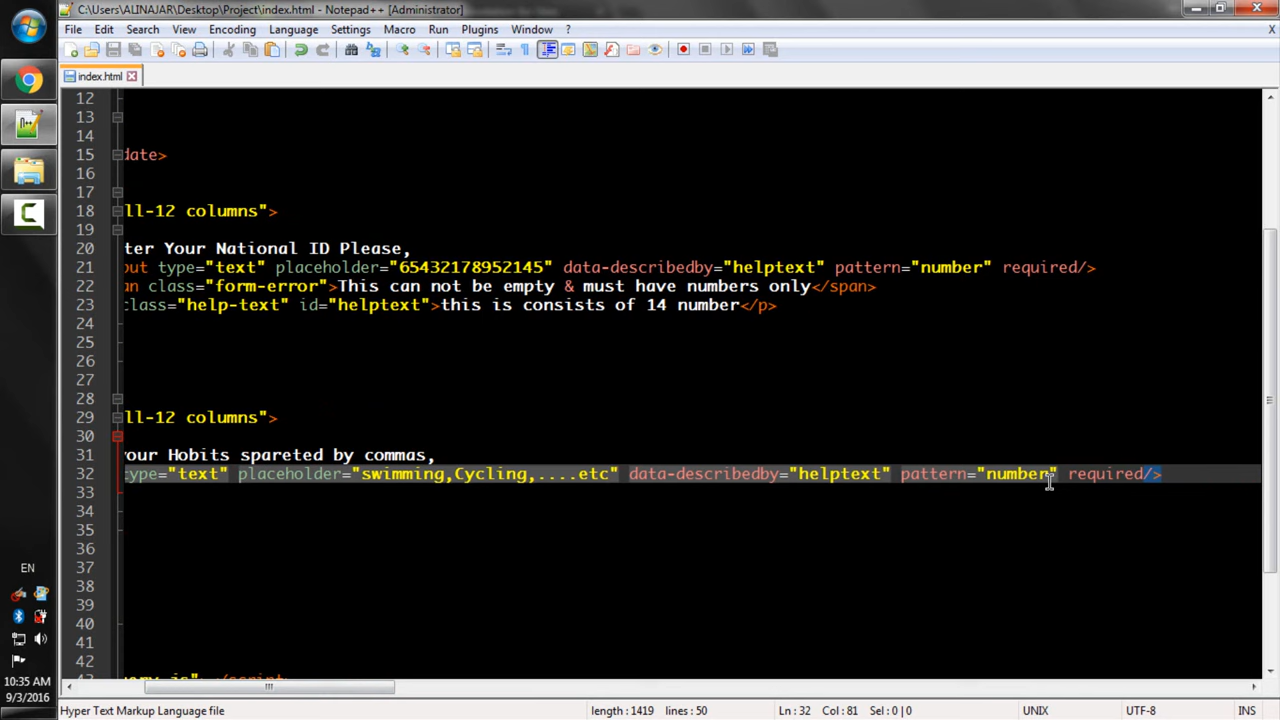 C:\Users\ALINAJAR\Desktop\Project\index.html - Notepad++ [Administrator]
File Edit Search View Encoding Language Settings Macro Run Plugins Window ? X
index.html
12
13
14
15 date>
16
17
18 ll-12 columns">
19
20 ter Your National ID Please,
21 out type="text" placeholder="65432178952145" data-describedby="helptext" pattern="number" required/>
22 an class="form-error">This can not be empty & must have numbers only</span>
23 class="help-text" id="helptext">this is consists of 14 number</p>
24
25
26
27
28
29 ll-12 columns">
30
31 your Hobits spareted by commas,
32 type="text" placeholder="swimming,Cycling,....etc" data-describedby="helptext" pattern="number" required/>
33
34
35
36
37
38
39
40
41
42
EN
10:35 AM
9/3/2016
Hyper Text Markup Language file length : 1419 lines : 50 Ln : 32 Col : 81 Sel : 0 | 0 UNIX UTF-8 INS